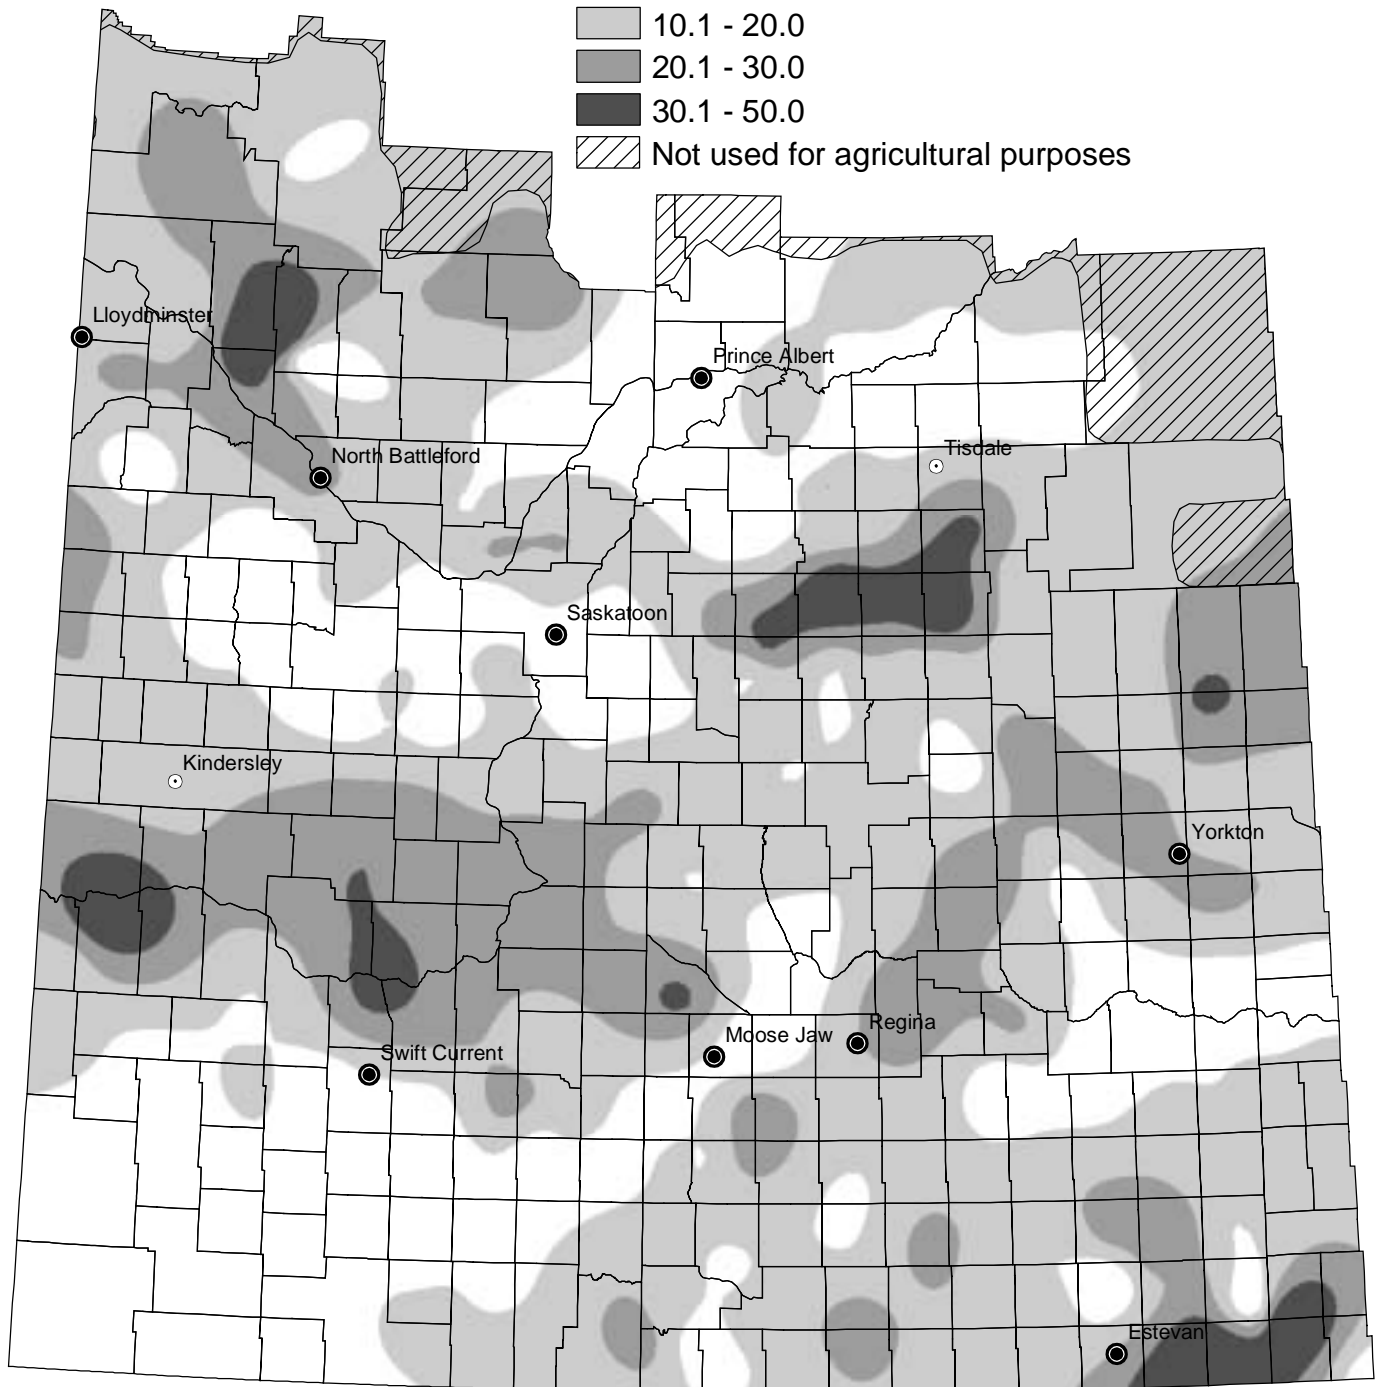 10.1 - 20.0
20.1 - 30.0
30.1 - 50.0
Not used for agricultural purposes
Lloydminster
Prince Albert
North Battleford
Tisdale
Saskatoon
Kindersley
Yorkton
Regina
Moose Jaw
Swift Current
Estevan